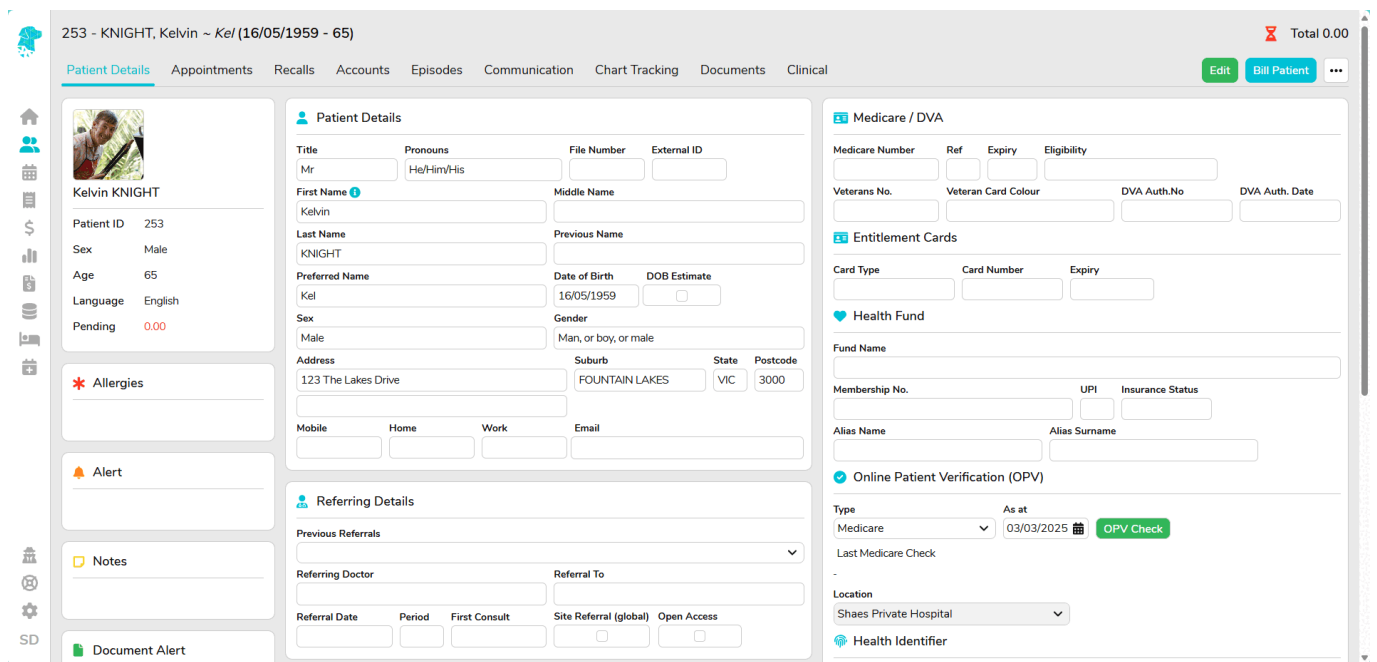 253 - KNIGHT, Kelvin ~ Kel (16/05/1959 - 65)
Total 0.00
Patient Details Appointments Recalls Accounts Episodes Communication Chart Tracking Documents Clinical
Edit Bill Patient
Kelvin KNIGHT
Patient ID 253
Sex Male
Age 65
Language English
Pending 0.00
Allergies
Alert
Notes
Document Alert
SD
Patient Details
Title Pronouns File Number External ID
Mr He/Him/His
First Name Middle Name
Kelvin
Last Name Previous Name
KNIGHT
Preferred Name Date of Birth DOB Estimate
Kel 16/05/1959
Sex Gender
Male Man, or boy, or male
Address Suburb State Postcode
123 The Lakes Drive FOUNTAIN LAKES VIC 3000
Mobile Home Work Email
Referring Details
Previous Referrals
Referring Doctor Referral To
Referral Date Period First Consult Site Referral (global) Open Access
Medicare / DVA
Medicare Number Ref Expiry Eligibility
Veterans No. Veteran Card Colour DVA Auth.No DVA Auth. Date
Entitlement Cards
Card Type Card Number Expiry
Health Fund
Fund Name
Membership No. UPI Insurance Status
Alias Name Alias Surname
Online Patient Verification (OPV)
Type As at
Medicare 03/03/2025 OPV Check
Last Medicare Check
-
Location
Shaes Private Hospital
Health Identifier